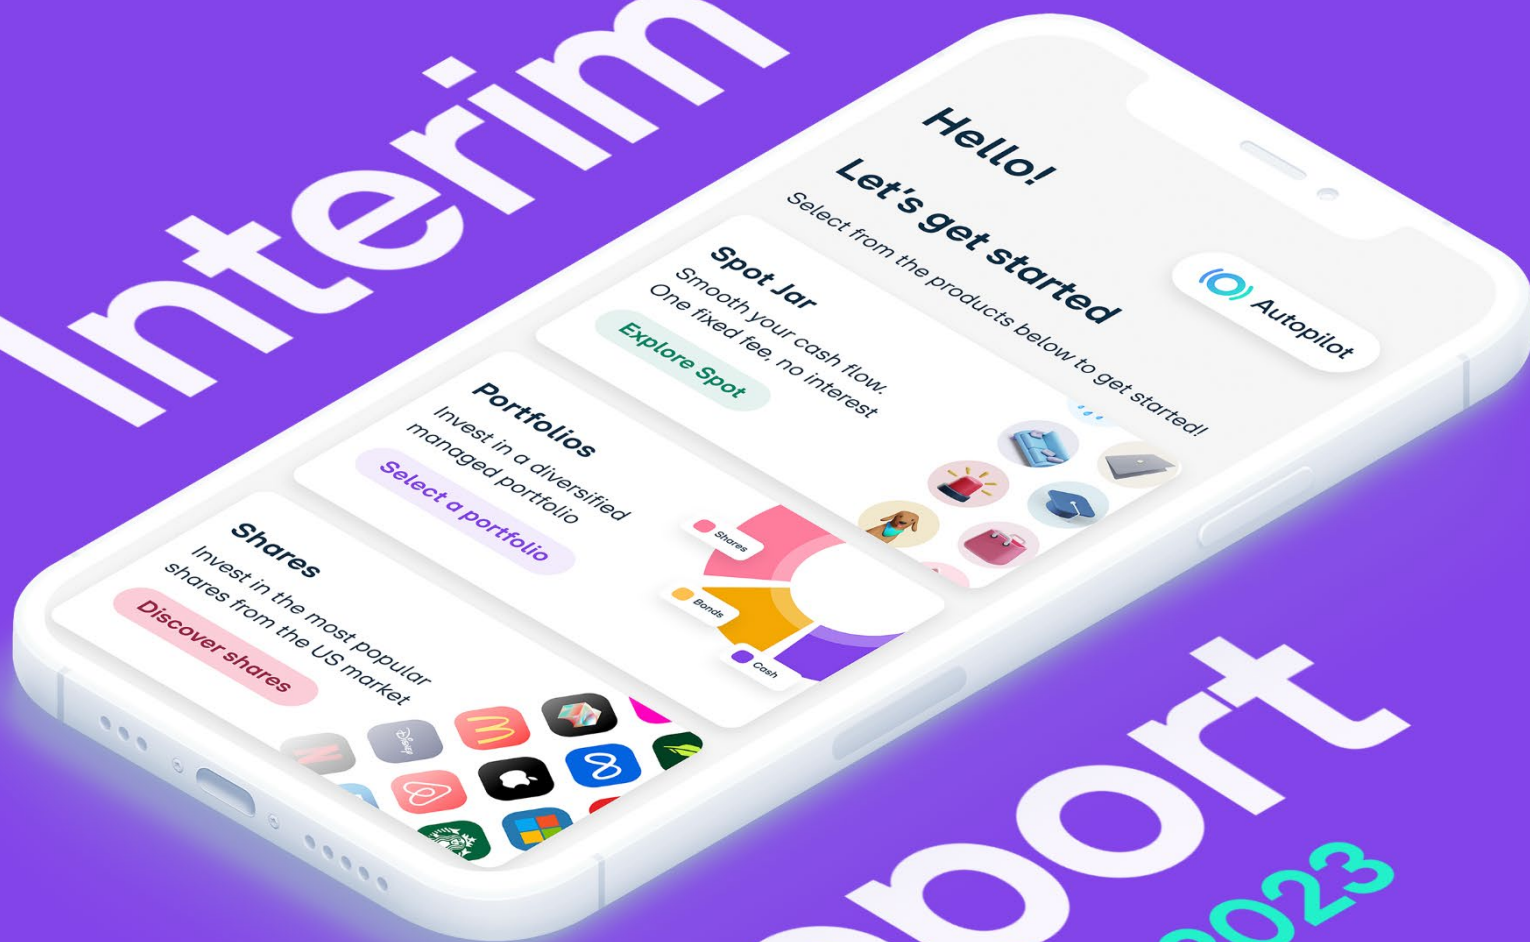 Interim
Hello!
Let's get started
Select from the products below to get started!
Autopilot
Spot Jar
Smooth your cash flow.
One fixed fee, no interest
Explore Spot
Portfolios
Invest in a diversified
managed portfolio
Select a portfolio
Shares
Bonds
Cash
Shares
Invest in the most popular
shares from the US market
Discover shares
Disney
port
2023